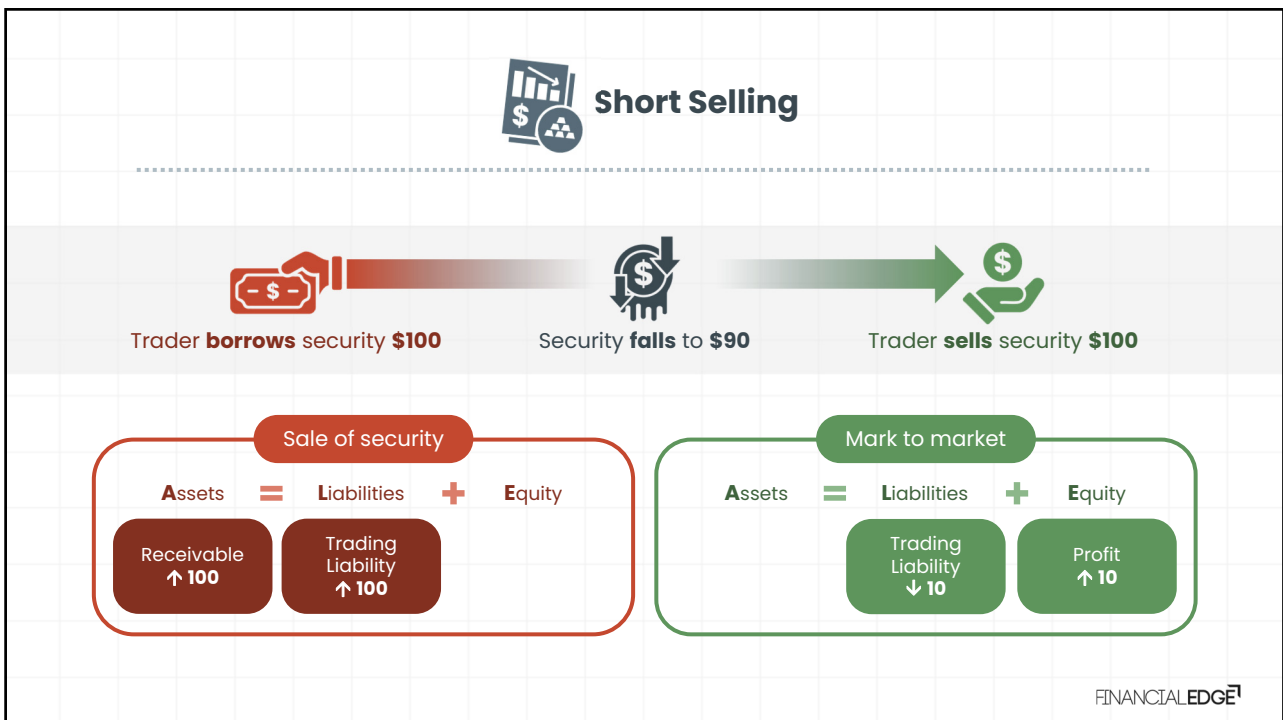 Short Selling
$
$
- $ -
$
Trader borrows security $100
Security falls to $90
Trader sells security $100
Sale of security
Assets = Liabilities + Equity
Receivable
↑ 100
Trading
Liability
↑ 100
Mark to market
Assets = Liabilities + Equity
Trading
Liability
↓ 10
Profit
↑ 10
FINANCIALEDGE